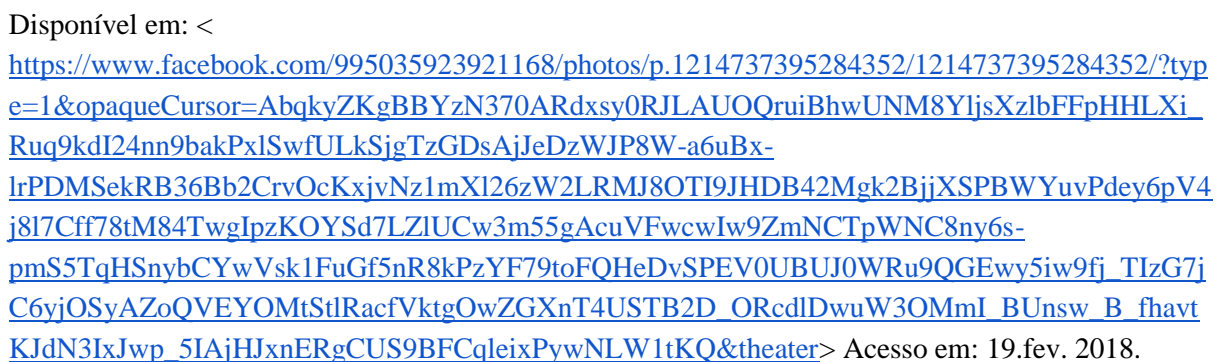 Disponível em: <
https://www.facebook.com/995035923921168/photos/p.1214737395284352/1214737395284352/?typ
e=1&opaqueCursor=AbqkyZKgBBYzN370ARdxsy0RJLAUOQruiBhwUNM8YljsXzlbFFpHHLXi_
Ruq9kdI24nn9bakPxlSwfULkSjgTzGDsAjJeDzWJP8W-a6uBx-
lrPDMSekRB36Bb2CrvOcKxjvNz1mXl26zW2LRMJ8OTI9JHDB42Mgk2BjjXSPBWYuvPdey6pV4
j8l7Cff78tM84TwgIpzKOYSd7LZlUCw3m55gAcuVFwcwIw9ZmNCTpWNC8ny6s-
pmS5TqHSnybCYwVsk1FuGf5nR8kPzYF79toFQHeDvSPEV0UBUJ0WRu9QGEwy5iw9fj_TIzG7j
C6yjOSyAZoQVEYOMtStlRacfVktgOwZGXnT4USTB2D_ORcdlDwuW3OMmI_BUnsw_B_fhavt
KJdN3IxJwp_5IAjHJxnERgCUS9BFCqleixPywNLW1tKQ&theater> Acesso em: 19.fev. 2018.